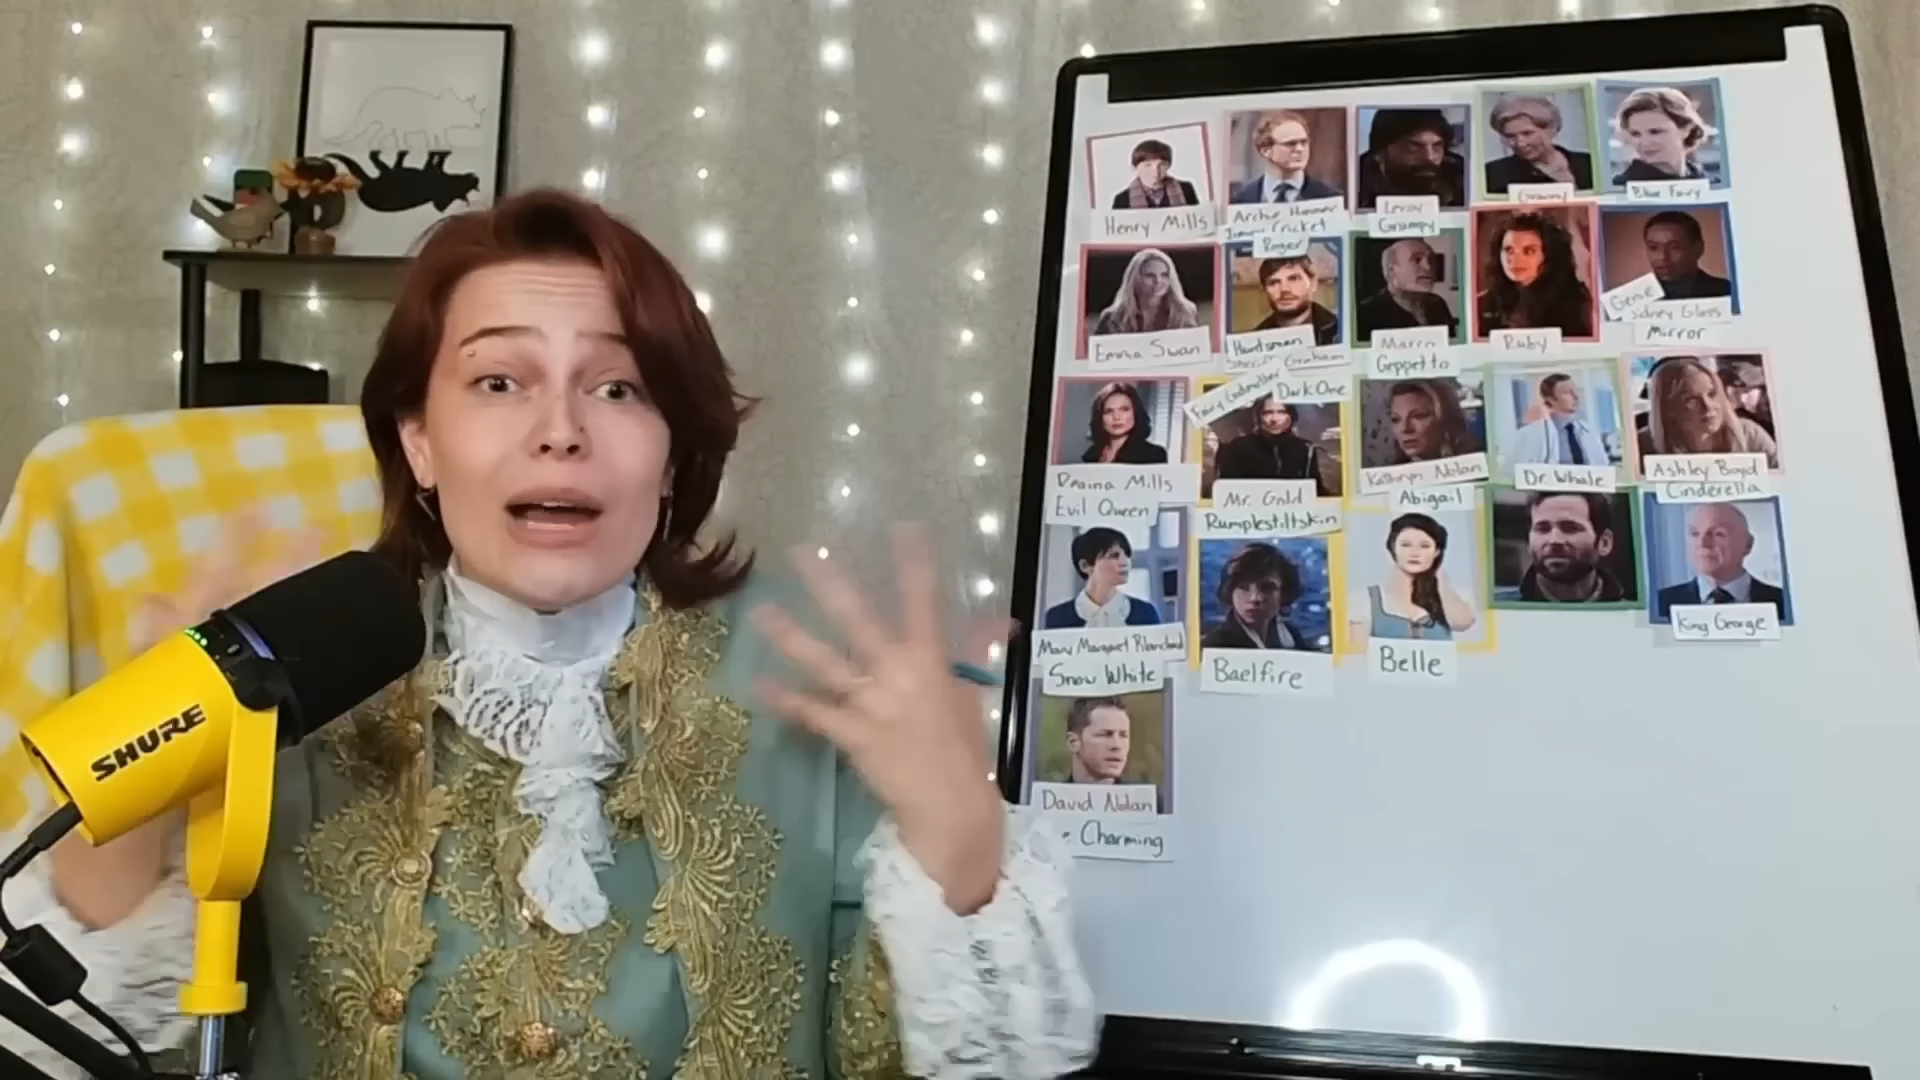 SHURE
Henry Mills
Archie Hopper
Jiminy Cricket
Leroy
Grumpy
Granny
Blue Fairy
Emma Swan
Roger
Huntsman
Sheriff Graham
Marco
Geppetto
Ruby
Genie
Sidney Glass
Mirror
Regina Mills
Evil Queen
Fairy Godmother
Dark One
Mr. Gold
Rumplestiltskin
Kathryn Nolan
Abigail
Dr. Whale
Ashley Boyd
Cinderella
Mary Margaret Blanchard
Snow White
Baelfire
Belle
King George
David Nolan
Charming